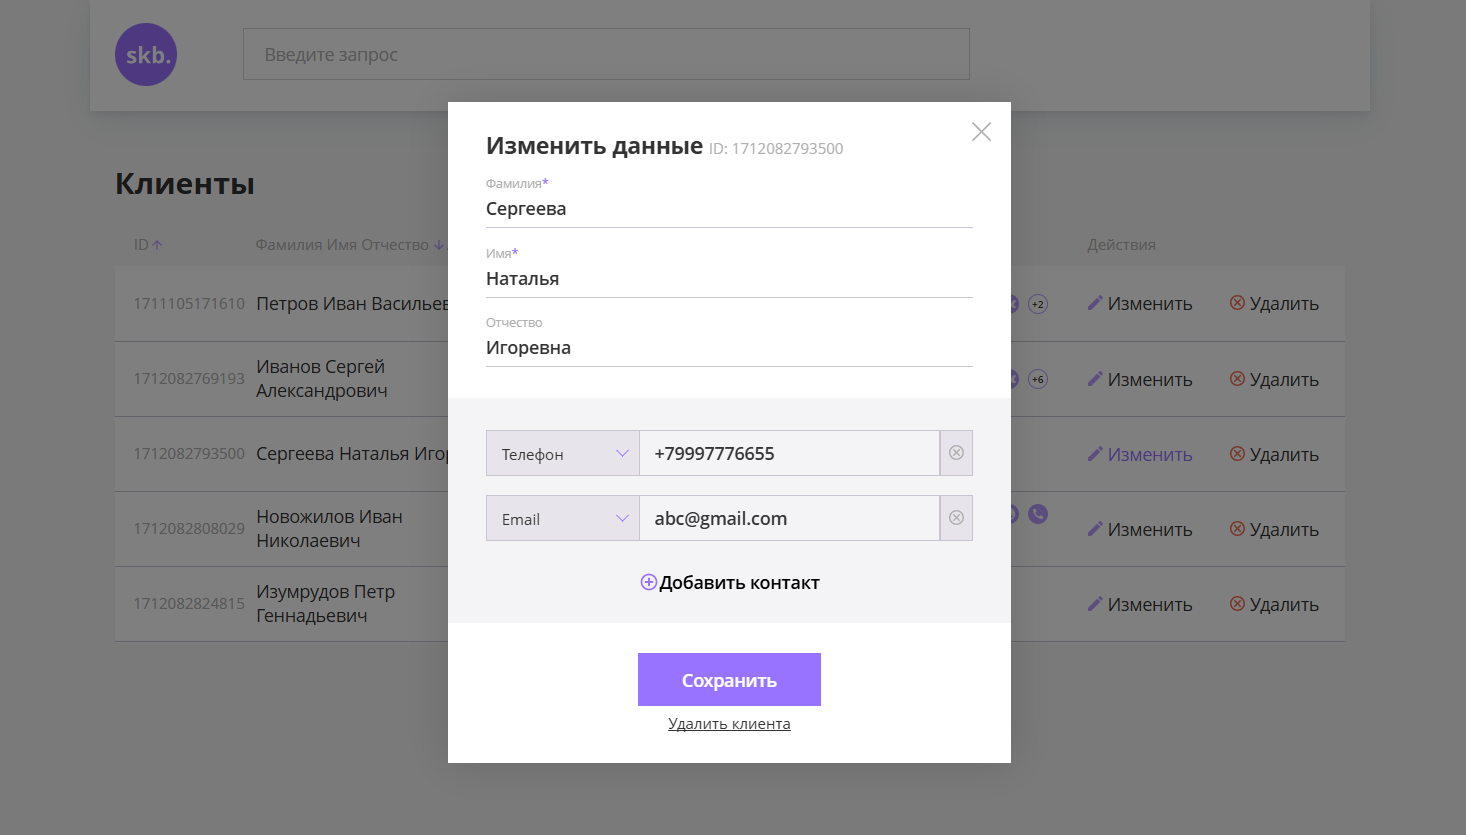 skb.
Введите запрос
Изменить данные ID: 1712082793500
Фамилия*
Сергеева
Имя*
Наталья
Отчество
Игоревна
Телефон
+79997776655
Email
abc@gmail.com
Добавить контакт
Сохранить
Удалить клиента
Клиенты
ID Фамилия Имя Отчество Действия
1711105171610 Петров Иван Василье +2 Изменить Удалить
1712082769193 Иванов Сергей
Александрович +6 Изменить Удалить
1712082793500 Сергеева Наталья Иго Изменить Удалить
1712082808029 Новожилов Иван
Николаевич Изменить Удалить
1712082824815 Изумрудов Петр
Геннадьевич Изменить Удалить